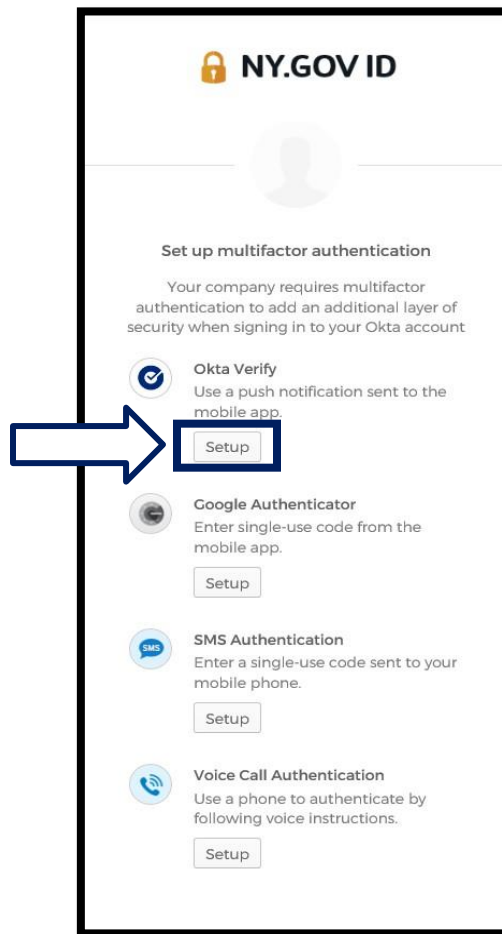 NY.GOV ID
Set up multifactor authentication
Your company requires multifactor
authentication to add an additional layer of
security when signing in to your Okta account
Okta Verify
Use a push notification sent to the
mobile app.
Setup
Google Authenticator
Enter single-use code from the
mobile app.
Setup
SMS
SMS Authentication
Enter a single-use code sent to your
mobile phone.
Setup
Voice Call Authentication
Use a phone to authenticate by
following voice instructions.
Setup